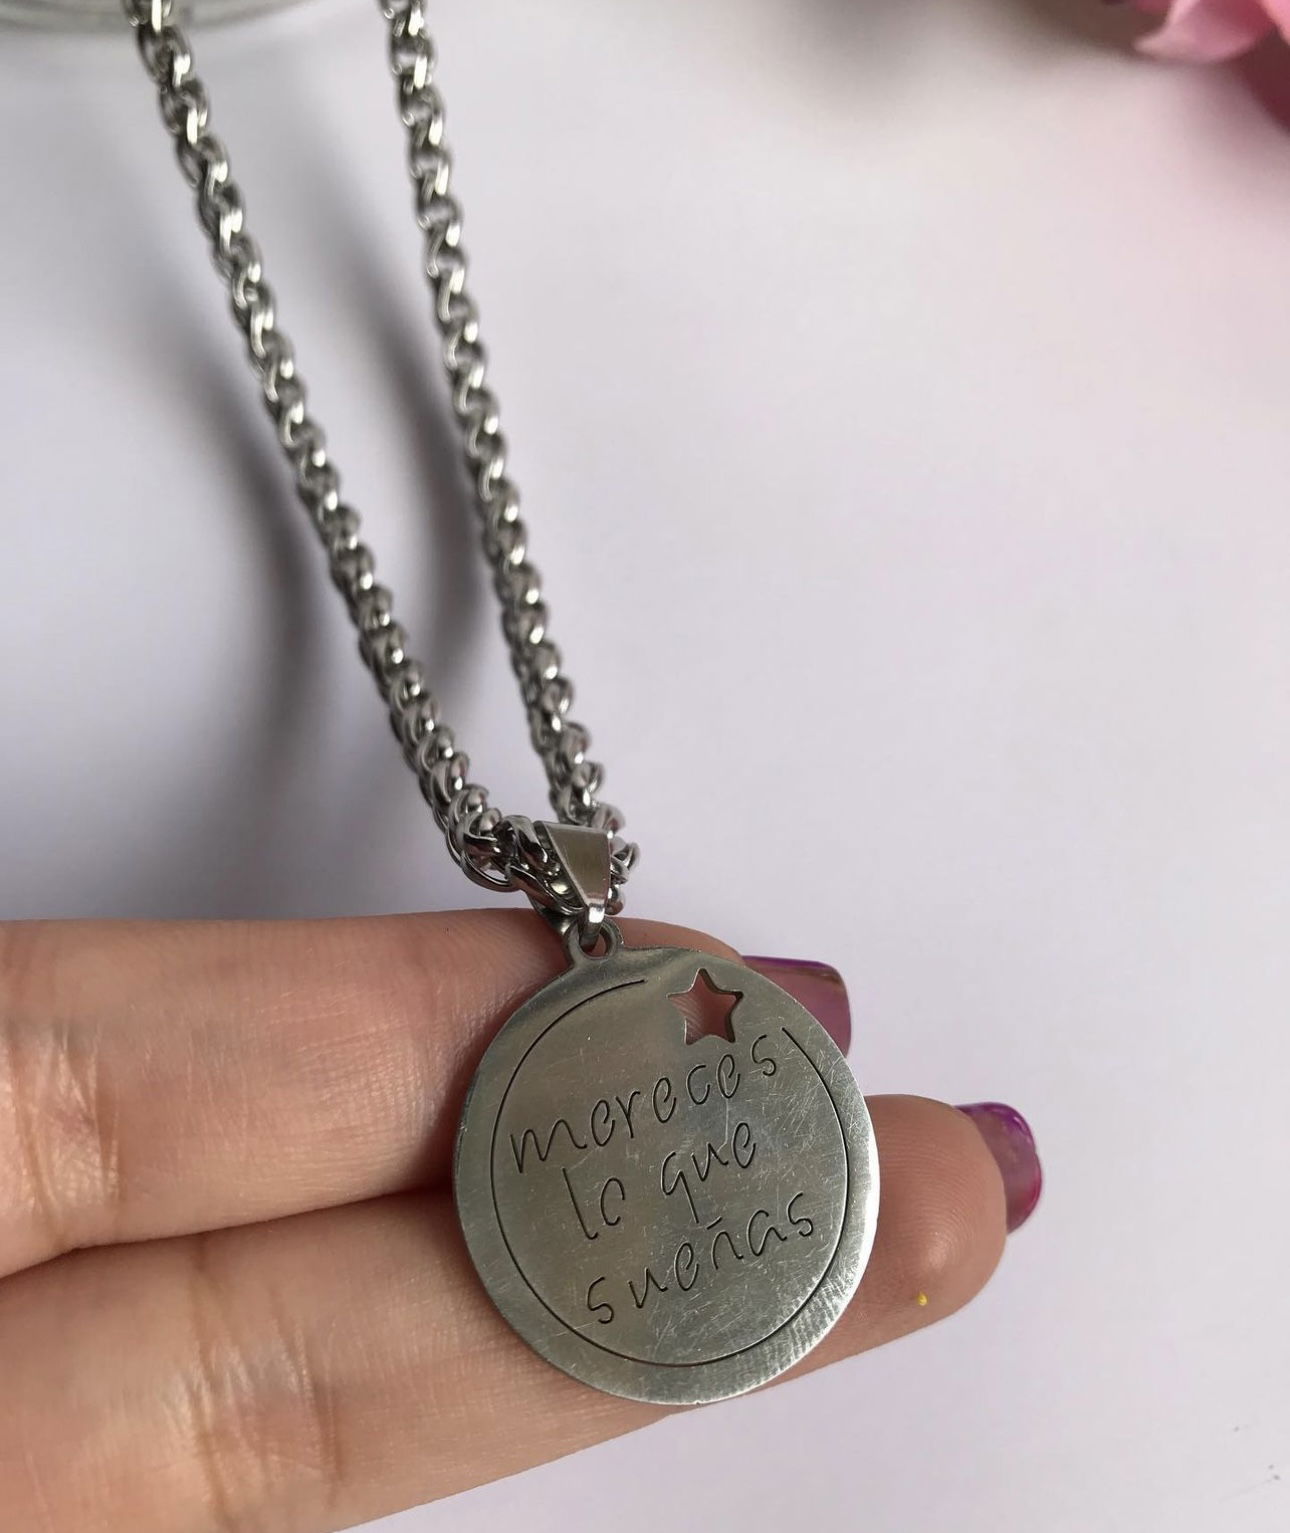 mereces
lo que
sueñas